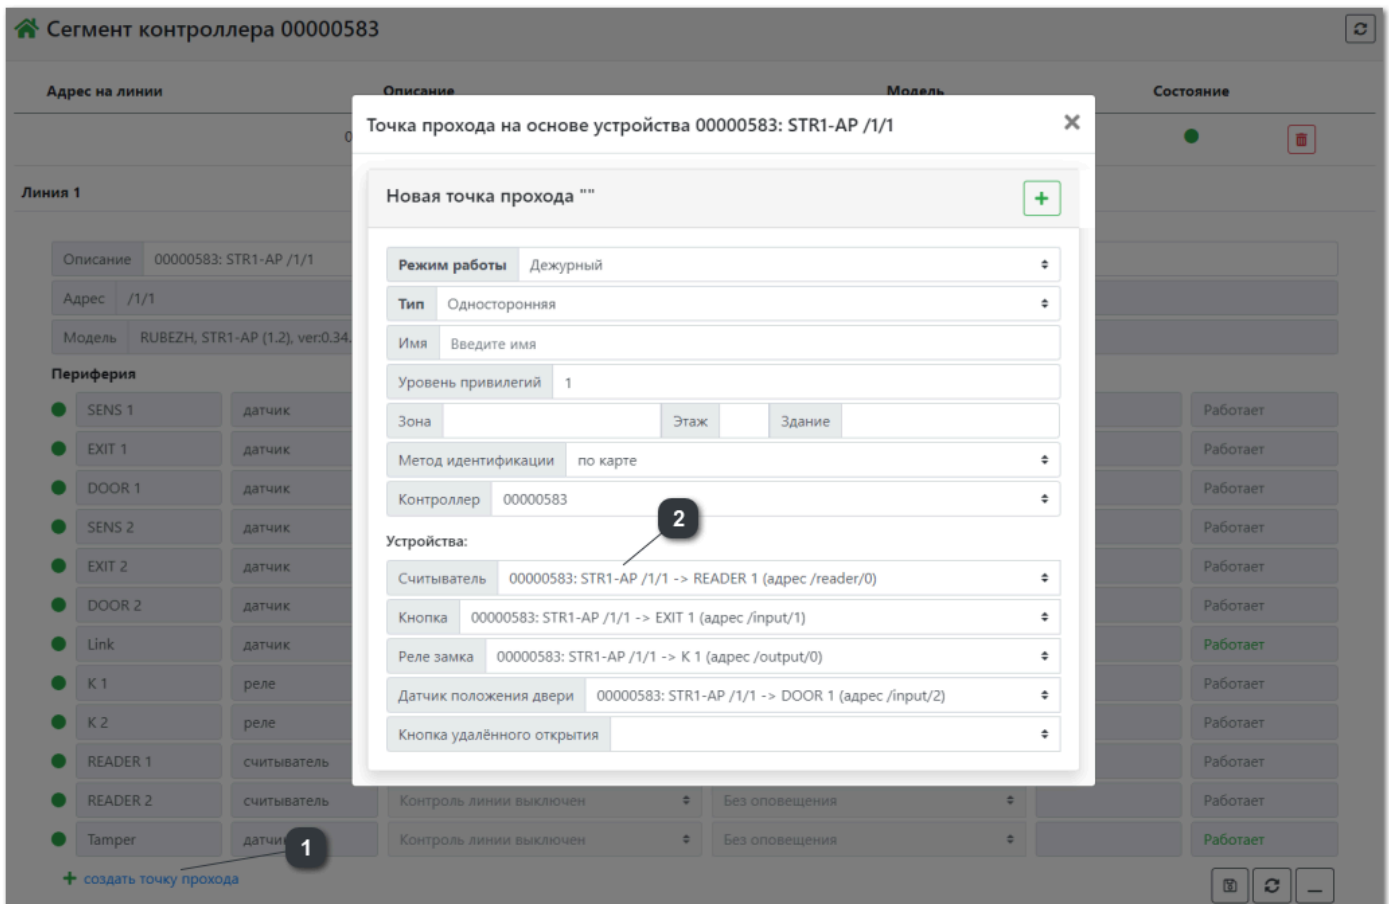 Сегмент контроллера 00000583
Адрес на линии Описание Модель Состояние
0
Точка прохода на основе устройства 00000583: STR1-AP /1/1 ×
Линия 1
Новая точка прохода "" +
Описание 00000583: STR1-AP /1/1
Режим работы Дежурный
Адрес /1/1
Тип Односторонняя
Модель RUBEZH, STR1-AP (1.2), ver:0.34.
Имя Введите имя
Периферия
Уровень привилегий 1
SENS 1 датчик Работает
Зона Этаж Здание
EXIT 1 датчик Работает
Метод идентификации по карте
DOOR 1 датчик Работает
Контроллер 00000583
2
SENS 2 датчик Работает
Устройства:
EXIT 2 датчик Работает
Считыватель 00000583: STR1-AP /1/1 -> READER 1 (адрес /reader/0)
DOOR 2 датчик Работает
Кнопка 00000583: STR1-AP /1/1 -> EXIT 1 (адрес /input/1)
Link датчик Работает
Реле замка 00000583: STR1-AP /1/1 -> K 1 (адрес /output/0)
K 1 реле Работает
Датчик положения двери 00000583: STR1-AP /1/1 -> DOOR 1 (адрес /input/2)
K 2 реле Работает
Кнопка удалённого открытия
READER 1 считыватель Работает
READER 2 считыватель Контроль линии выключен Без оповещения Работает
Tamper датчи Контроль линии выключен Без оповещения Работает
1
+ создать точку прохода